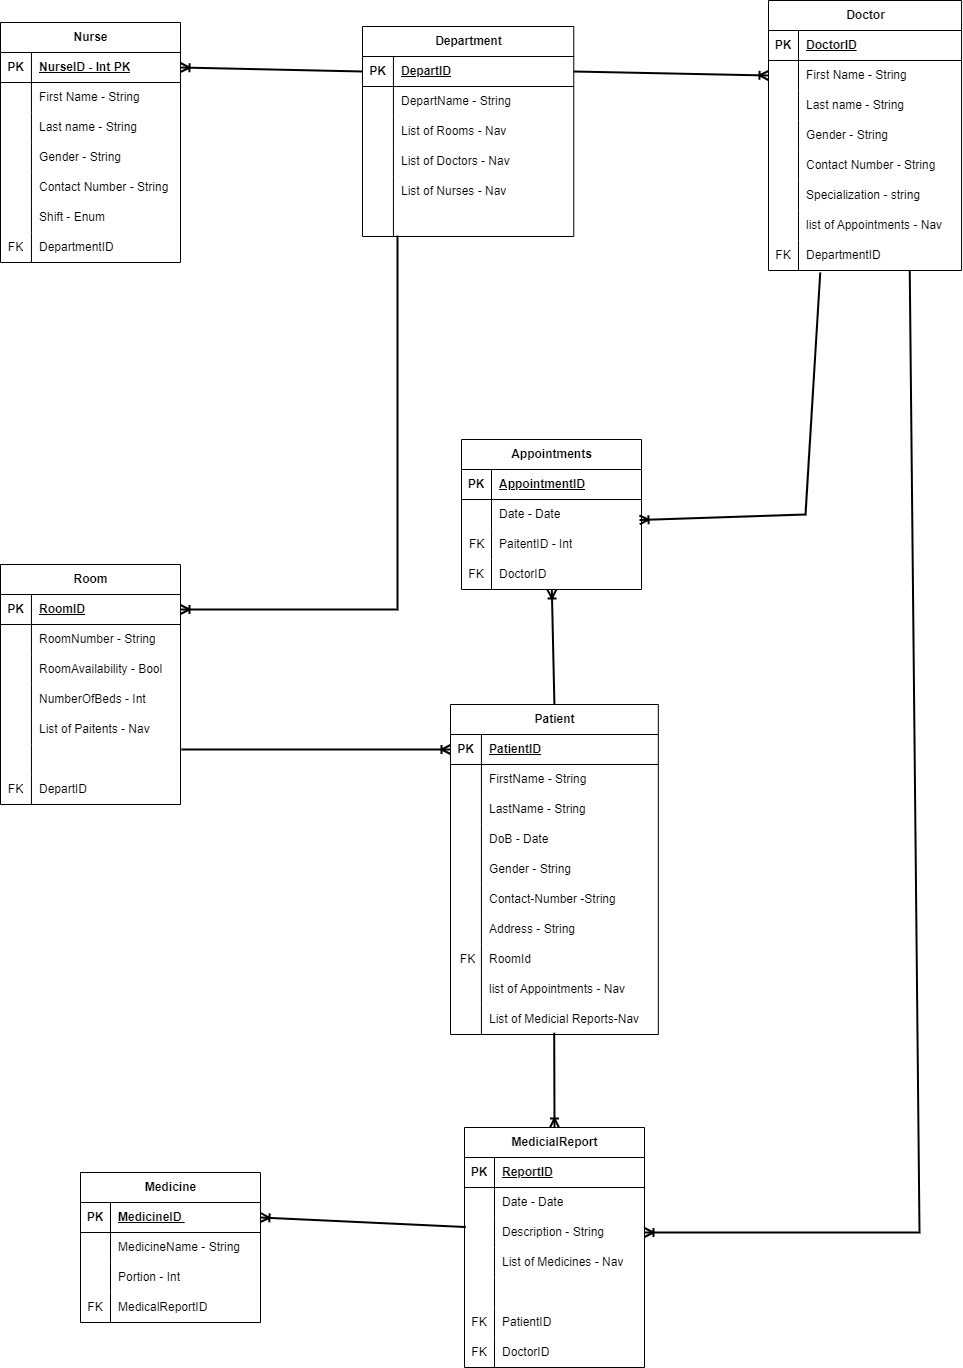 Nurse
PK NurseID - Int PK
First Name - String
Last name - String
Gender - String
Contact Number - String
Shift - Enum
FK DepartmentID
Department
PK DepartID
DepartName - String
List of Rooms - Nav
List of Doctors - Nav
List of Nurses - Nav
Doctor
PK DoctorID
First Name - String
Last name - String
Gender - String
Contact Number - String
Specialization - string
list of Appointments - Nav
FK DepartmentID
Appointments
PK AppointmentID
Date - Date
FK PaitentID - Int
FK DoctorID
Room
PK RoomID
RoomNumber - String
RoomAvailability - Bool
NumberOfBeds - Int
List of Paitents - Nav
FK DepartID
Patient
PK PatientID
FirstName - String
LastName - String
DoB - Date
Gender - String
Contact-Number -String
Address - String
FK RoomId
list of Appointments - Nav
List of Medicial Reports-Nav
MedicialReport
PK ReportID
Date - Date
Description - String
List of Medicines - Nav
FK PatientID
FK DoctorID
Medicine
PK MedicineID
MedicineName - String
Portion - Int
FK MedicalReportID